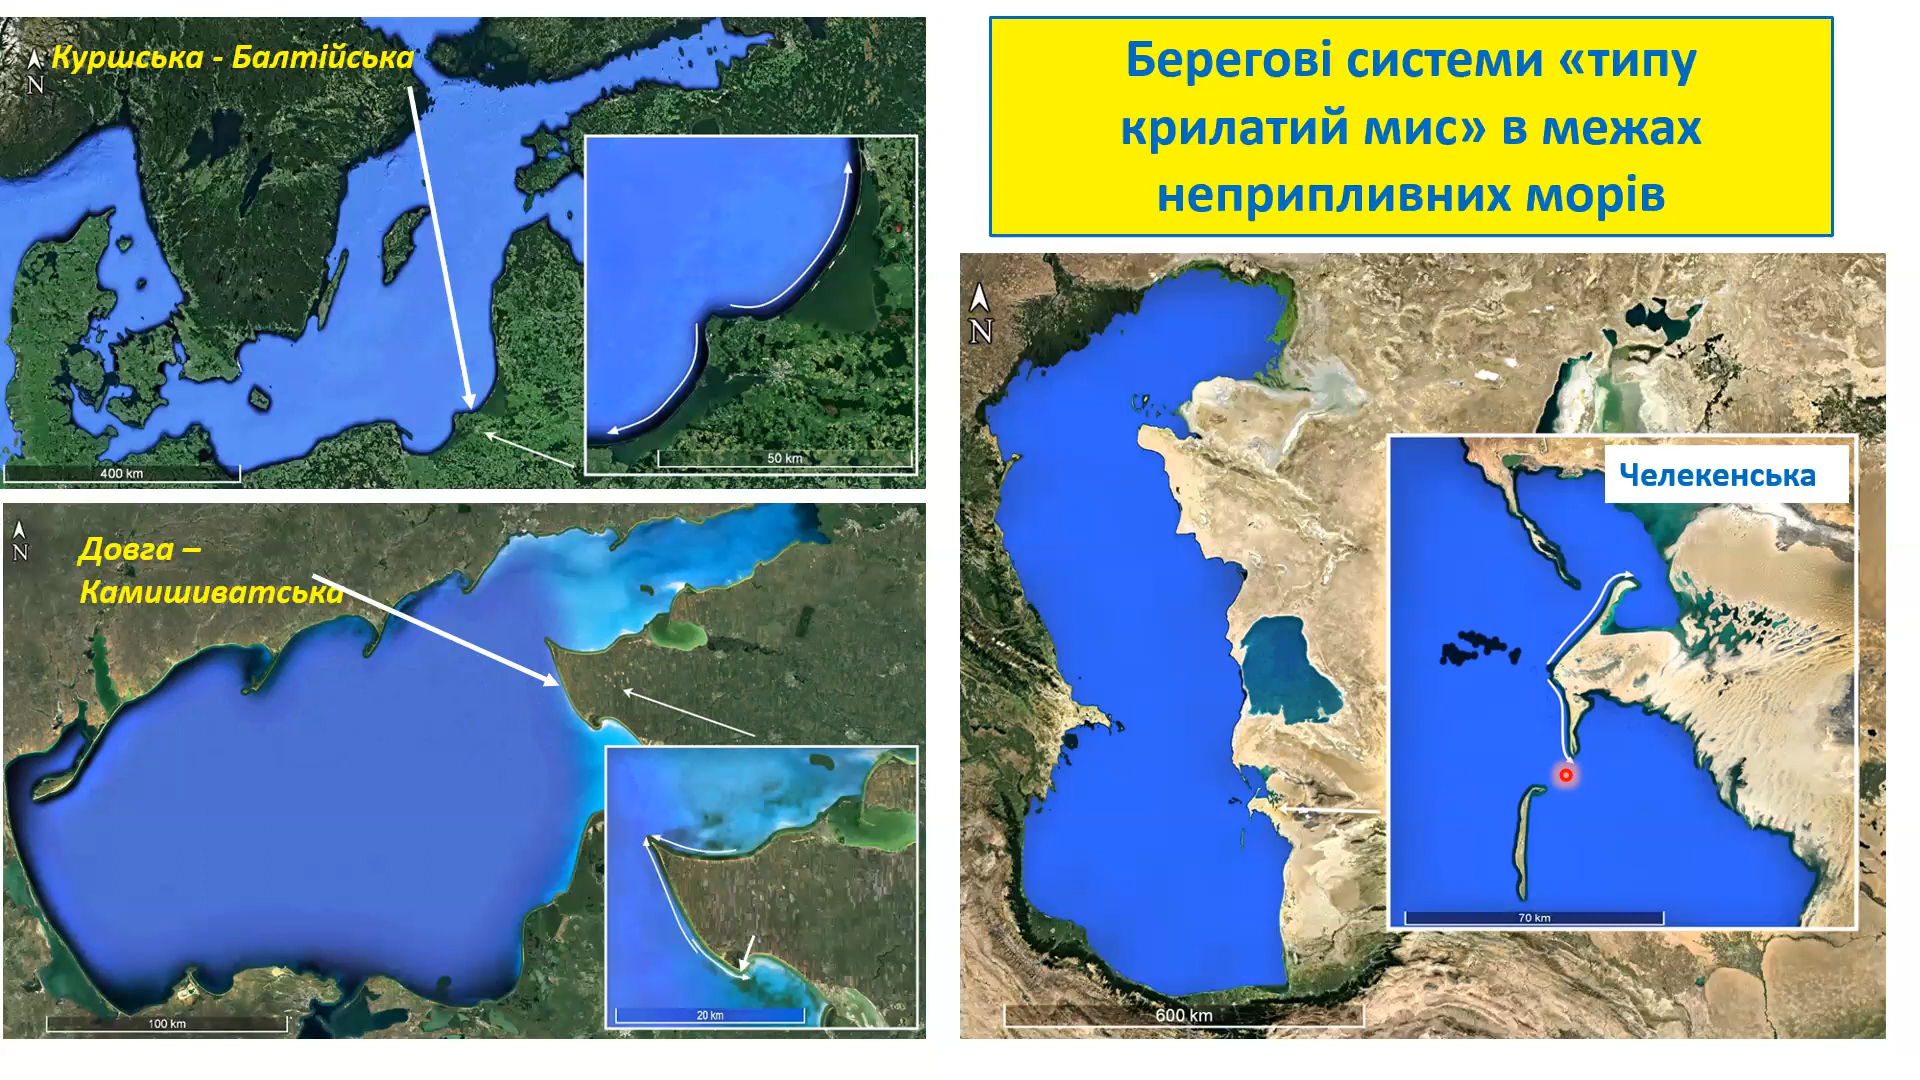 Куршська - Балтійська
N
400 km
50 km
Берегові системи «типу
крилатий мис» в межах
неприпливних морів
N
Довга –
Камишиватська
100 km
20 km
N
Челекенська
70 km
600 km